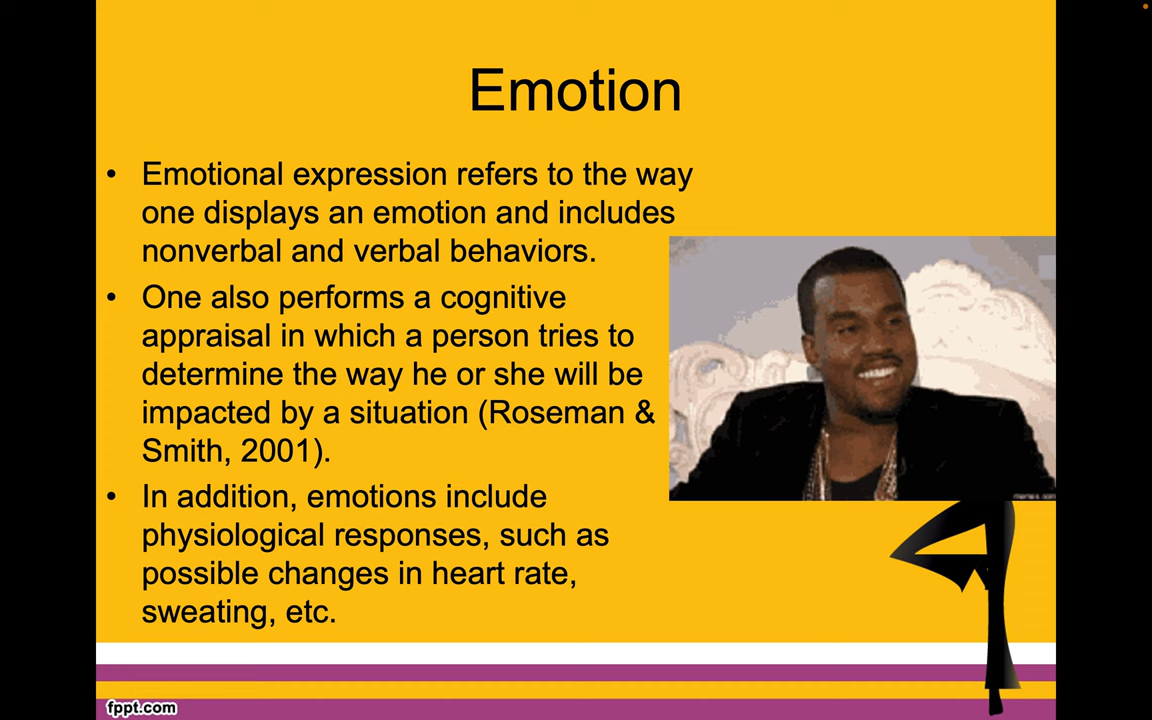 Emotion
• Emotional expression refers to the way
one displays an emotion and includes
nonverbal and verbal behaviors.
• One also performs a cognitive
appraisal in which a person tries to
determine the way he or she will be
impacted by a situation (Roseman &
Smith, 2001).
• In addition, emotions include
physiological responses, such as
possible changes in heart rate,
sweating, etc.
fppt.com